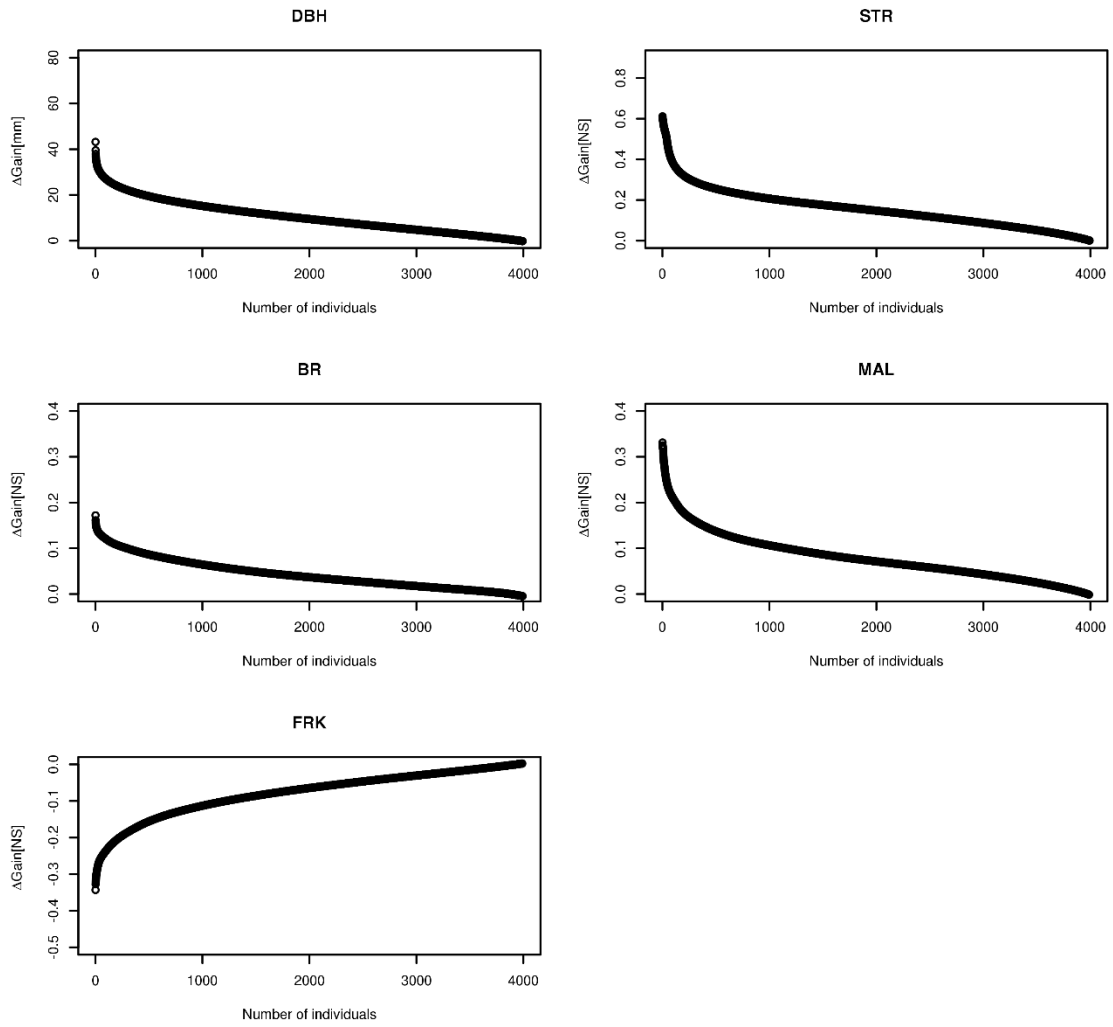 DBH
ΔGain[mm]
80
60
40
20
0
0 1000 2000 3000 4000
Number of individuals
STR
ΔGain[NS]
0.8
0.6
0.4
0.2
0.0
0 1000 2000 3000 4000
Number of individuals
BR
ΔGain[NS]
0.4
0.3
0.2
0.1
0.0
0 1000 2000 3000 4000
Number of individuals
MAL
ΔGain[NS]
0.4
0.3
0.2
0.1
0.0
0 1000 2000 3000 4000
Number of individuals
FRK
ΔGain[NS]
0.0
-0.1
-0.2
-0.3
-0.4
-0.5
0 1000 2000 3000 4000
Number of individuals